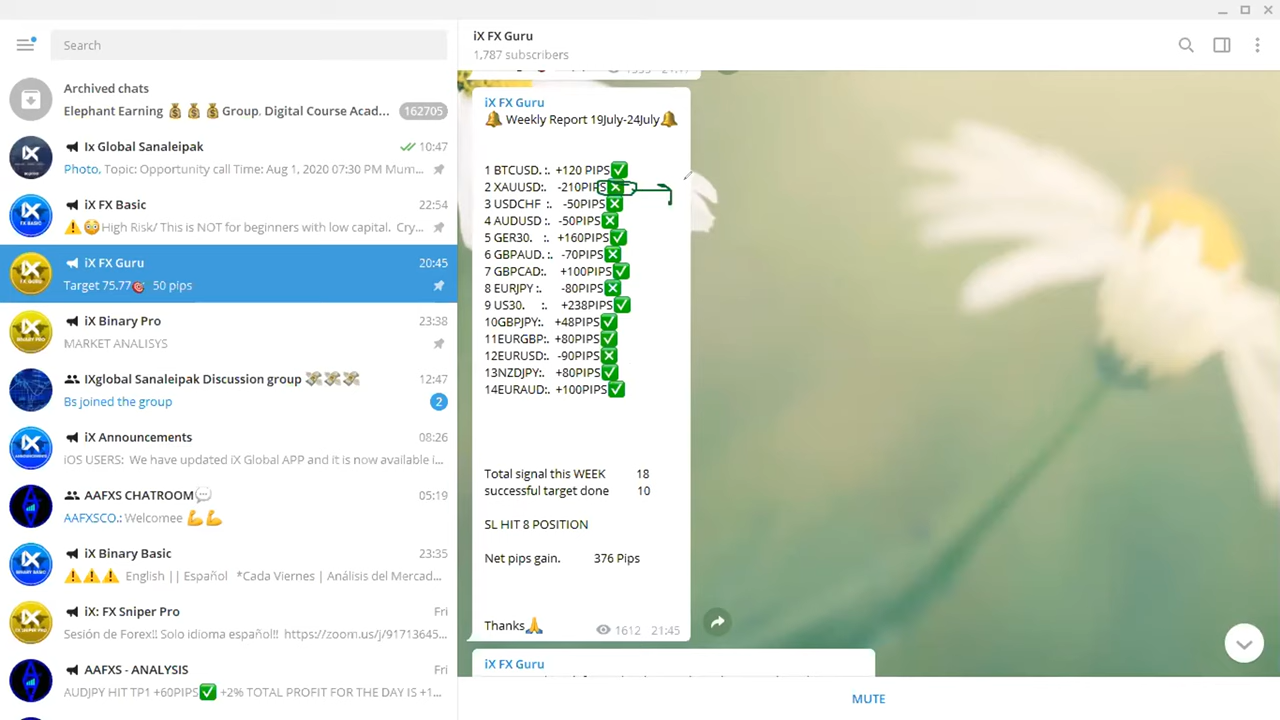 Search
Archived chats
Elephant Earning 💰 💰 💰 Group. Digital Course Acad...
162705
Ix Global Sanaleipak
10:47
Photo, Topic: Opportunity call Time: Aug 1, 2020 07:30 PM Mum...
iX FX Basic
22:54
⚠️😳High Risk/ This is NOT for beginners with low capital. Cry...
iX FX Guru
20:45
Target 75.77🎯 50 pips
iX Binary Pro
23:38
MARKET ANALISYS
IXglobal Sanaleipak Discussion group 💸💸💸
12:47
Bs joined the group
2
iX Announcements
08:26
iOS USERS: We have updated iX Global APP and it is now available i...
AAFXS CHATROOM💬
05:19
AAFXSCO.: Welcomee 💪💪
iX Binary Basic
23:35
⚠️⚠️⚠️ English || Español *Cada Viernes | Análisis del Mercad...
iX: FX Sniper Pro
Fri
Sesión de Forex!! Solo idioma español!! https://zoom.us/j/91713645...
AAFXS - ANALYSIS
Fri
AUDJPY HIT TP1 +60PIPS✅ +2% TOTAL PROFIT FOR THE DAY IS +1...
iX FX Guru
1,787 subscribers
iX FX Guru
🔔 Weekly Report 19July-24July🔔
1 BTCUSD. :. +120 PIPS✅
2 XAUUSD:. -210PIPS❎
3 USDCHF :. -50PIPS❎
4 AUDUSD :. -50PIPS❎
5 GER30. :. +160PIPS✅
6 GBPAUD. :. -70PIPS❎
7 GBPCAD:. +100PIPS✅
8 EURJPY :. -80PIPS❎
9 US30. :. +238PIPS✅
10GBPJPY:. +48PIPS✅
11EURGBP:. +80PIPS✅
12EURUSD:. -90PIPS❎
13NZDJPY:. +80PIPS✅
14EURAUD:. +100PIPS✅
Total signal this WEEK 18
successful target done 10
SL HIT 8 POSITION
Net pips gain. 376 Pips
Thanks🙏
1612 21:45
iX FX Guru
MUTE